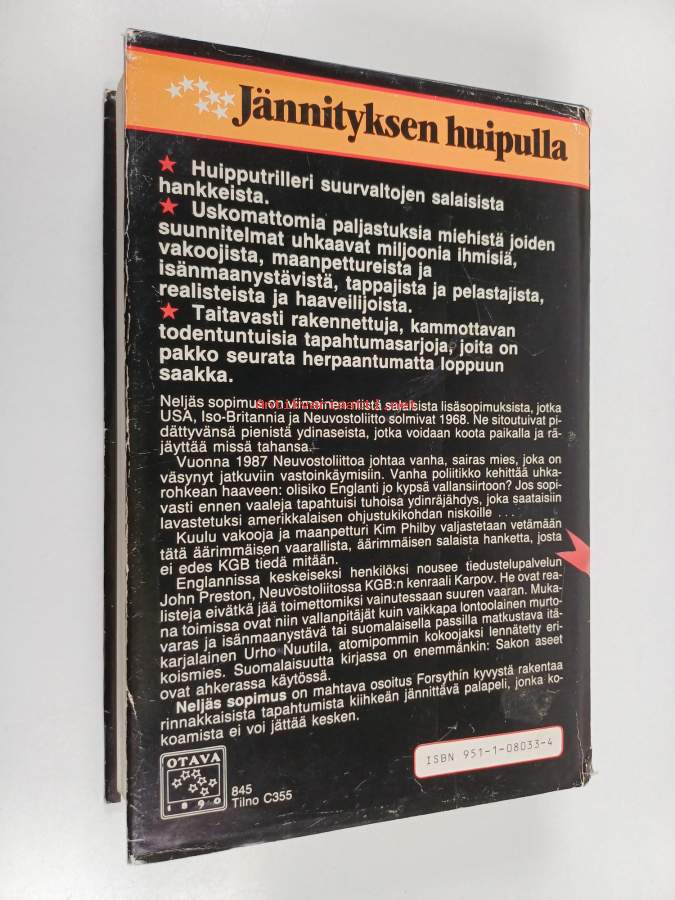 Jännityksen huipulla
Huipputrilleri suurvaltojen salaisista
hankkeista.
Uskomattomia paljastuksia miehistä joiden
suunnitelmat uhkaavat miljoonia ihmisiä,
vakoojista, maanpettureista ja
isänmaanystävistä, tappajista ja pelastajista,
realisteista ja haaveilijoista.
Taitavasti rakennettuja, kammottavan
todentuntuisia tapahtumasarjoja, joita on
pakko seurata herpaantumatta loppuun
saakka.
Neljäs sopimus on viimeinen niistä salaisista lisäsopimuksista, jotka
USA, Iso-Britannia ja Neuvostoliitto solmivat 1968. Ne sitoutuivat pi-
dättyvänsä pienistä ydinaseista, jotka voidaan koota paikalla ja rä-
jäyttää missä tahansa.
Vuonna 1987 Neuvostoliittoa johtaa vanha, sairas mies, joka on
väsynyt jatkuviin vastoinkäymisiin. Vanha poliitikko kehittää uhka-
rohkean haaveen: olisiko Englanti jo kypsä vallansiirtoon? Jos sopi-
vasti ennen vaaleja tapahtuisi tuhoisa ydinräjähdys, joka saataisiin
lavastetuksi amerikkalaisen ohjustukikohdan niskoille ....
Kuulu vakooja ja maanpetturi Kim Philby valjastetaan vetämään
tätä äärimmäisen vaarallista, äärimmäisen salaista hanketta, josta
ei edes KGB tiedä mitään.
Englannissa keskeiseksi henkilöksi nousee tiedustelupalvelun
John Preston, Neuvostoliitossa KGB:n kenraali Karpov. He ovat rea-
listeja eivätkä jää toimettomiksi vainutessaan suuren vaaran. Muka-
na toimissa ovat niin vallanpitäjät kuin vaikkapa lontoolainen murto-
varas ja isänmaanystävä tai suomalaisella passilla matkustava itä-
karjalainen Urho Nuutila, atomipommin kokoojaksi lennätetty eri-
koismies. Suomalaisuutta kirjassa on enemmänkin: Sakon aseet
ovat ahkerassa käytössä.
Neljäs sopimus on mahtava osoitus Forsythin kyvystä rakentaa
rinnakkaisista tapahtumista kiihkeän jännittävä palapeli, jonka ko-
koamista ei voi jättää kesken.
ISBN 951-1-08033-4
OTAVA
1890
845
Tilno C355